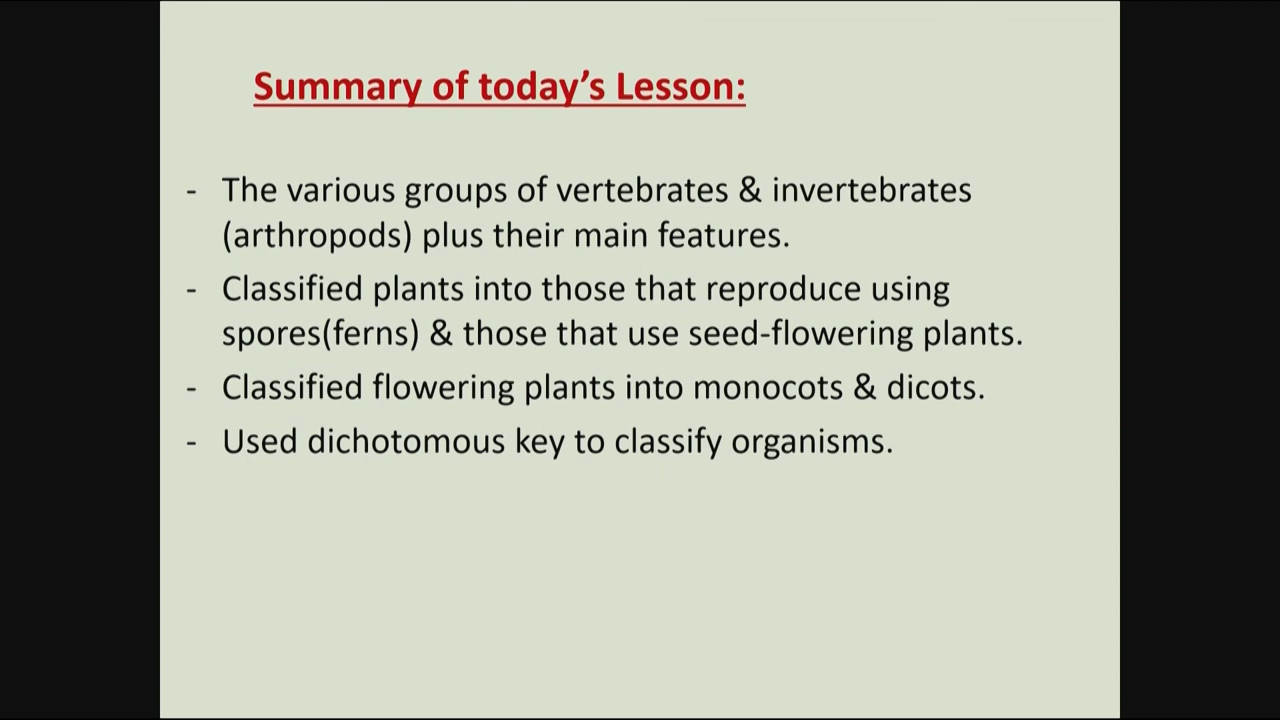 Summary of today’s Lesson:
- The various groups of vertebrates & invertebrates
(arthropods) plus their main features.
- Classified plants into those that reproduce using
spores(ferns) & those that use seed-flowering plants.
- Classified flowering plants into monocots & dicots.
- Used dichotomous key to classify organisms.